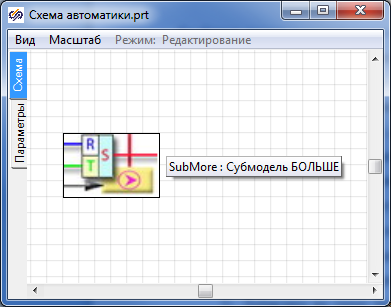 Схема автоматики.prt
Вид Масштаб Режим: Редактирование
Схема
Параметры
R
S
T
SubMore : Субмодель БОЛЬШЕ